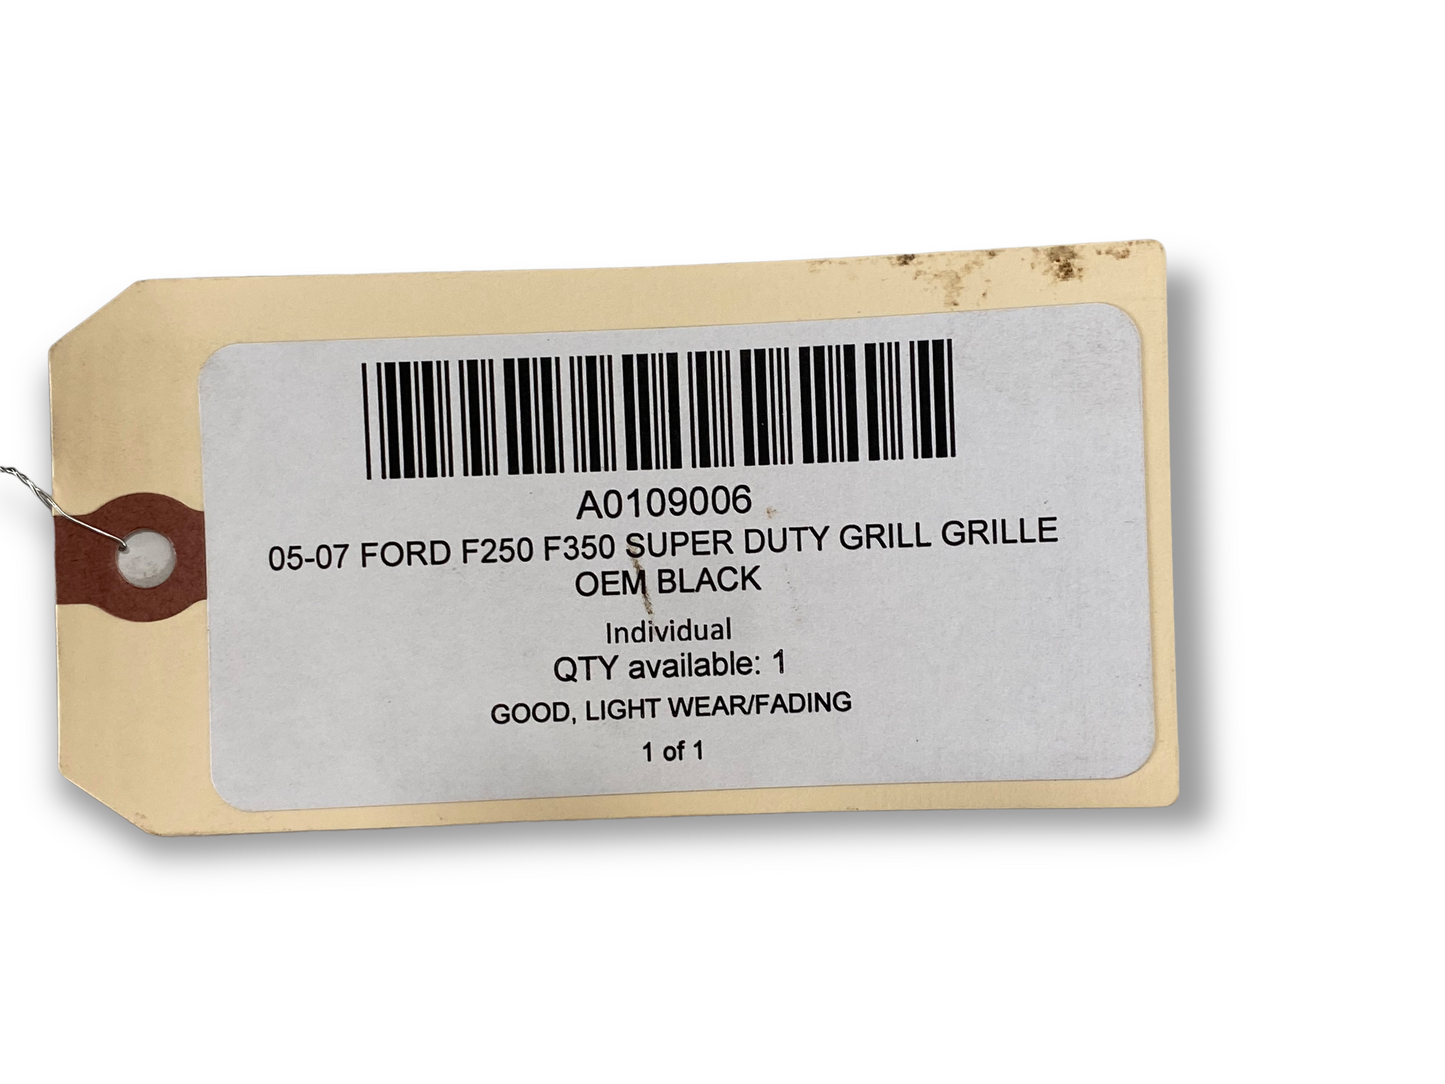 A0109006
05-07 FORD F250 F350 SUPER DUTY GRILL GRILLE
OEM BLACK
Individual
QTY available: 1
GOOD, LIGHT WEAR/FADING
1 of 1